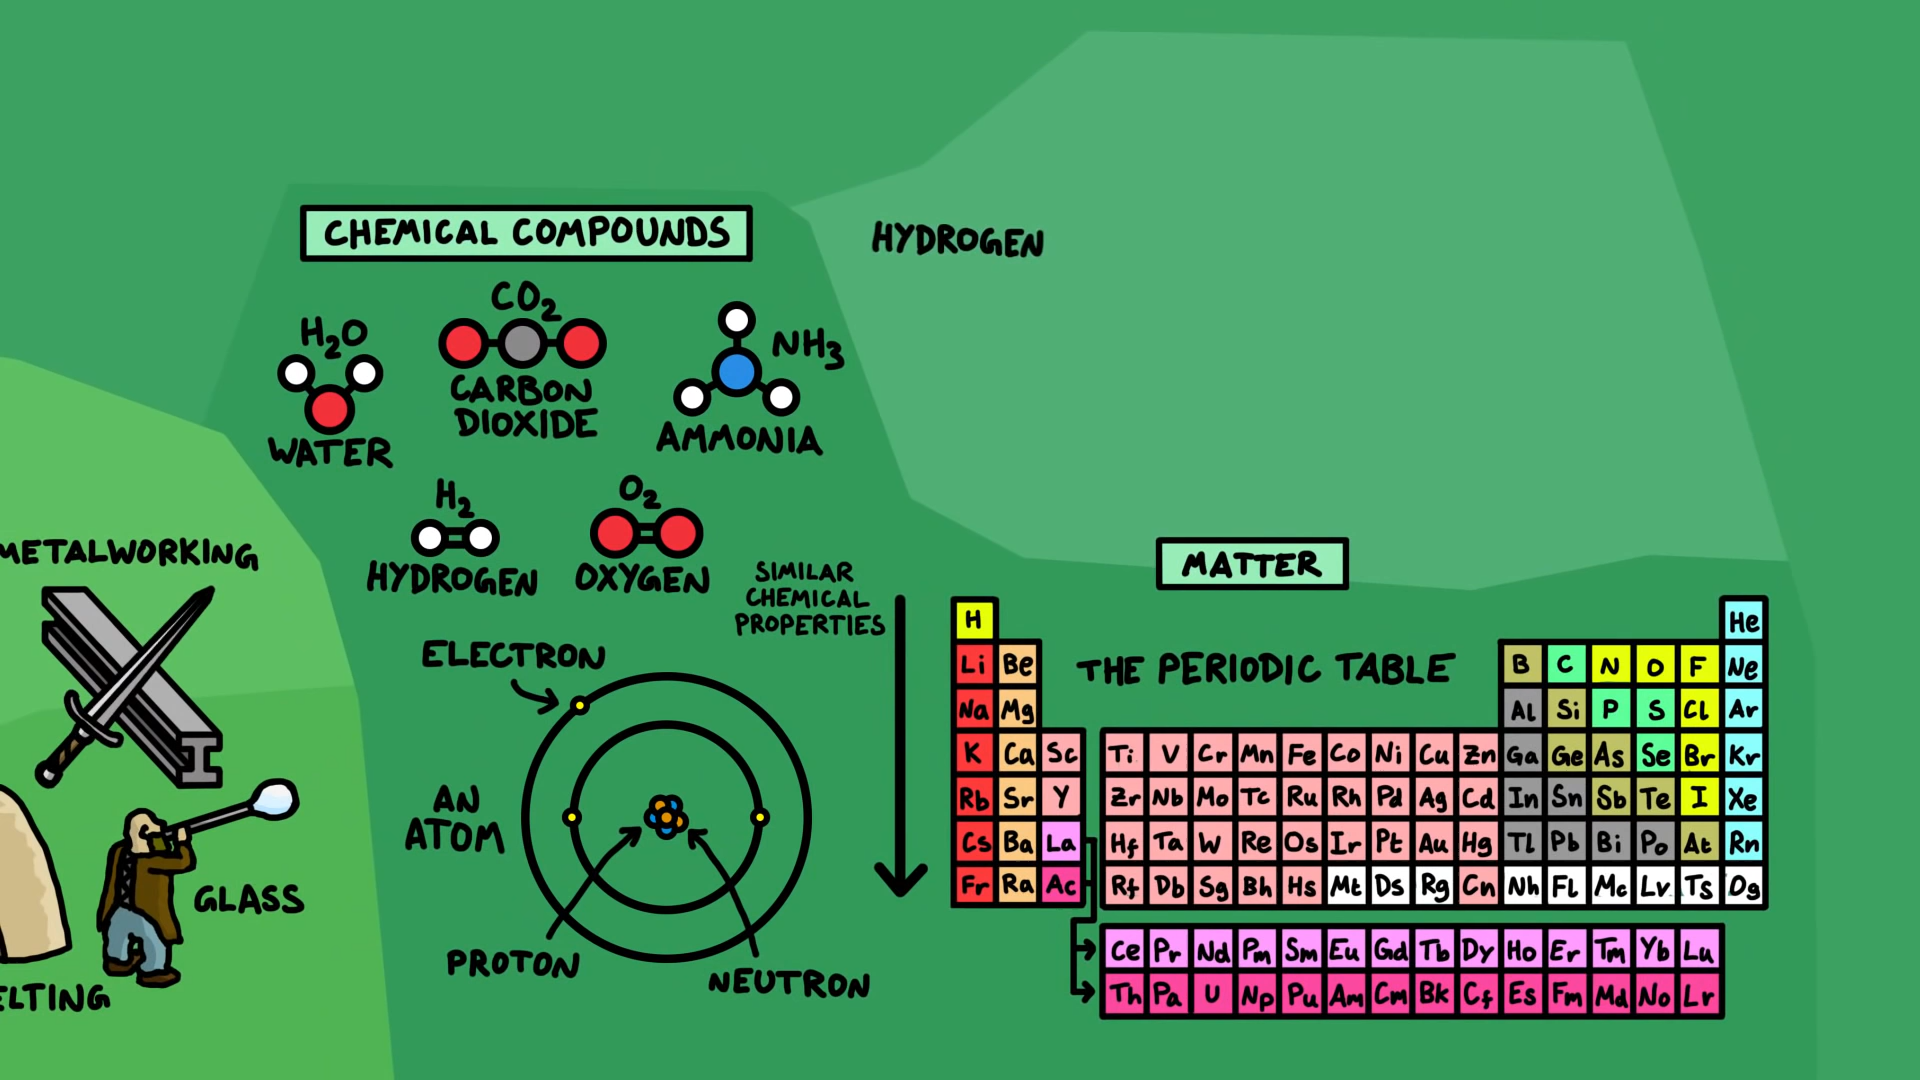 CHEMICAL COMPOUNDS
HYDROGEN
H2O
WATER
CO2
CARBON
DIOXIDE
NH3
AMMONIA
H2
HYDROGEN
O2
OXYGEN
METALWORKING
GLASS
ELTING
ELECTRON
AN
ATOM
PROTON
NEUTRON
SIMILAR
CHEMICAL
PROPERTIES
MATTER
THE PERIODIC TABLE
H He
Li Be B C N O F Ne
Na Mg Al Si P S Cl Ar
K Ca Sc Ti V Cr Mn Fe Co Ni Cu Zn Ga Ge As Se Br Kr
Rb Sr Y Zr Nb Mo Tc Ru Rh Pd Ag Cd In Sn Sb Te I Xe
Cs Ba La Hf Ta W Re Os Ir Pt Au Hg Tl Pb Bi Po At Rn
Fr Ra Ac Rf Db Sg Bh Hs Mt Ds Rg Cn Nh Fl Mc Lv Ts Og
Ce Pr Nd Pm Sm Eu Gd Tb Dy Ho Er Tm Yb Lu
Th Pa U Np Pu Am Cm Bk Cf Es Fm Md No Lr